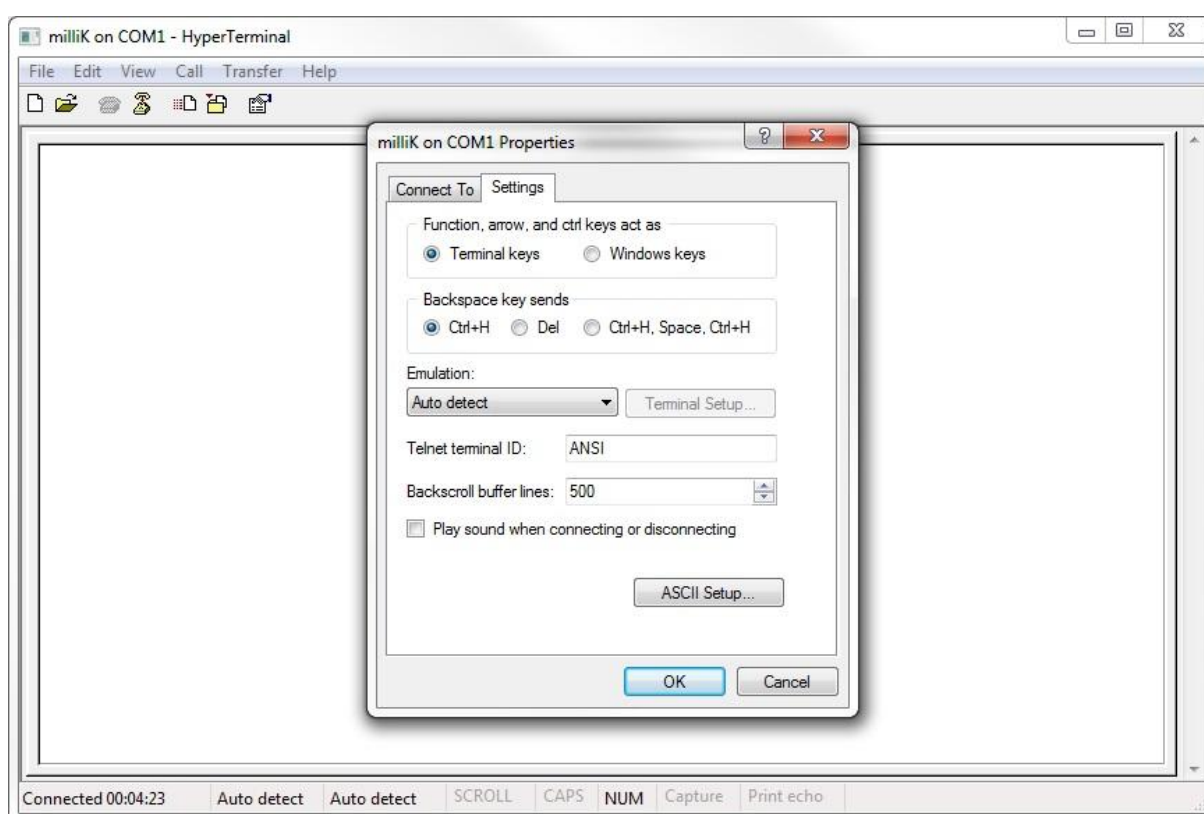 milliK on COM1 - HyperTerminal
File Edit View Call Transfer Help
milliK on COM1 Properties
Connect To Settings
Function, arrow, and ctrl keys act as
Terminal keys Windows keys
Backspace key sends
Ctrl+H Del Ctrl+H, Space, Ctrl+H
Emulation:
Auto detect Terminal Setup...
Telnet terminal ID: ANSI
Backscroll buffer lines: 500
Play sound when connecting or disconnecting
ASCII Setup...
OK Cancel
Connected 00:04:23 Auto detect Auto detect SCROLL CAPS NUM Capture Print echo